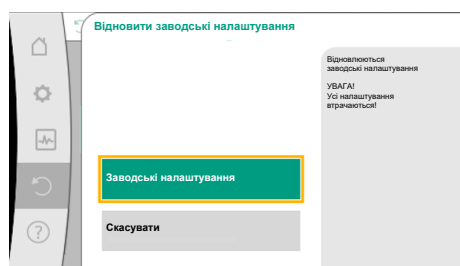 Відновити заводські налаштування
Відновлюються
заводські налаштування
УВАГА!
Усі налаштування
втрачаються!
Заводські налаштування
Скасувати
?